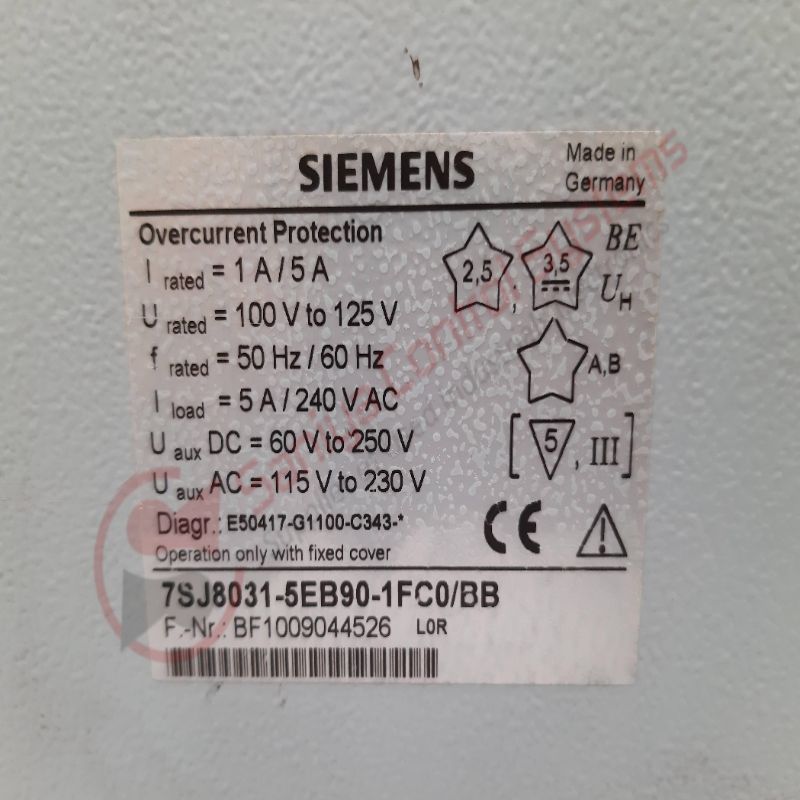 SIEMENS
Made in
Germany
Overcurrent Protection
I rated = 1 A / 5 A
U rated = 100 V to 125 V
f rated = 50 Hz / 60 Hz
I load = 5 A / 240 V AC
U aux DC = 60 V to 250 V
U aux AC = 115 V to 230 V
Diagr.: E50417-G1100-C343-*
Operation only with fixed cover
2,5 ; 3,5 BE
UH
A,B
[ 5 , III ]
CE
7SJ8031-5EB90-1FC0/BB
F.-Nr.: BF1009044526 LOR